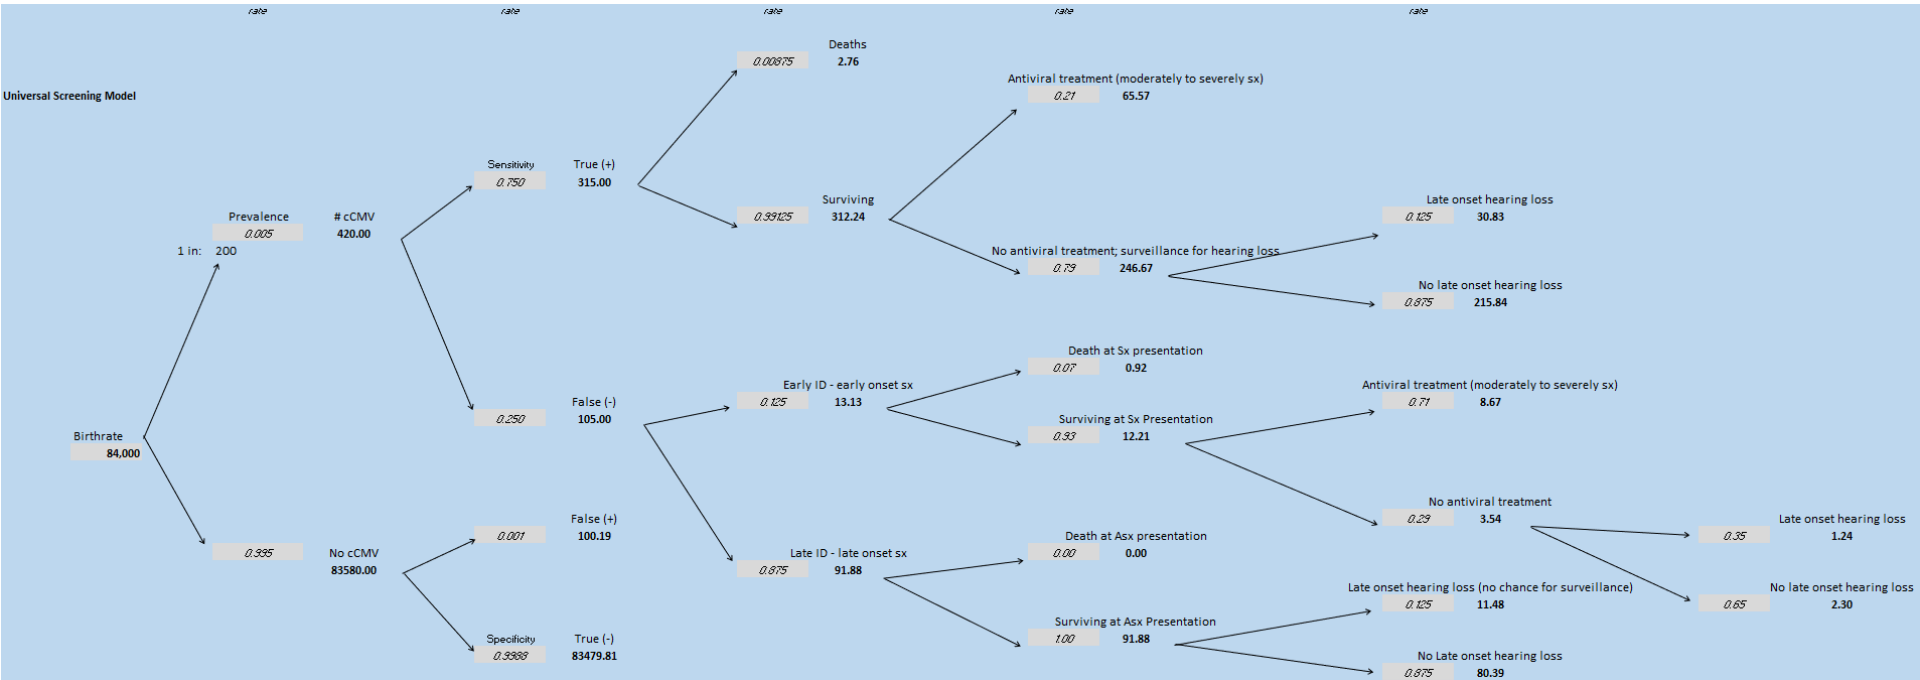 rate rate rate rate rate
Deaths
0.00875 2.76
Antiviral treatment (moderately to severely sx)
0.21 65.57
Universal Screening Model
Sensitivity True (+)
0.750 315.00
Surviving
0.99125 312.24
Late onset hearing loss
0.125 30.83
Prevalence # cCMV
0.005 420.00
1 in: 200
No antiviral treatment; surveillance for hearing loss
0.79 246.67
No late onset hearing loss
0.875 215.84
Death at Sx presentation
0.07 0.92
Early ID - early onset sx
0.125 13.13
Antiviral treatment (moderately to severely sx)
0.71 8.67
False (-)
0.250 105.00
Surviving at Sx Presentation
0.93 12.21
Birthrate
84,000
No antiviral treatment
0.29 3.54
False (+)
0.001 100.19
Late onset hearing loss
0.35 1.24
Death at Asx presentation
0.00 0.00
No cCMV
0.995 83580.00
Late ID - late onset sx
0.875 91.88
Late onset hearing loss (no chance for surveillance)
0.125 11.48
No late onset hearing loss
0.65 2.30
Surviving at Asx Presentation
1.00 91.88
Specificity True (-)
0.9988 83479.81
No Late onset hearing loss
0.875 80.39